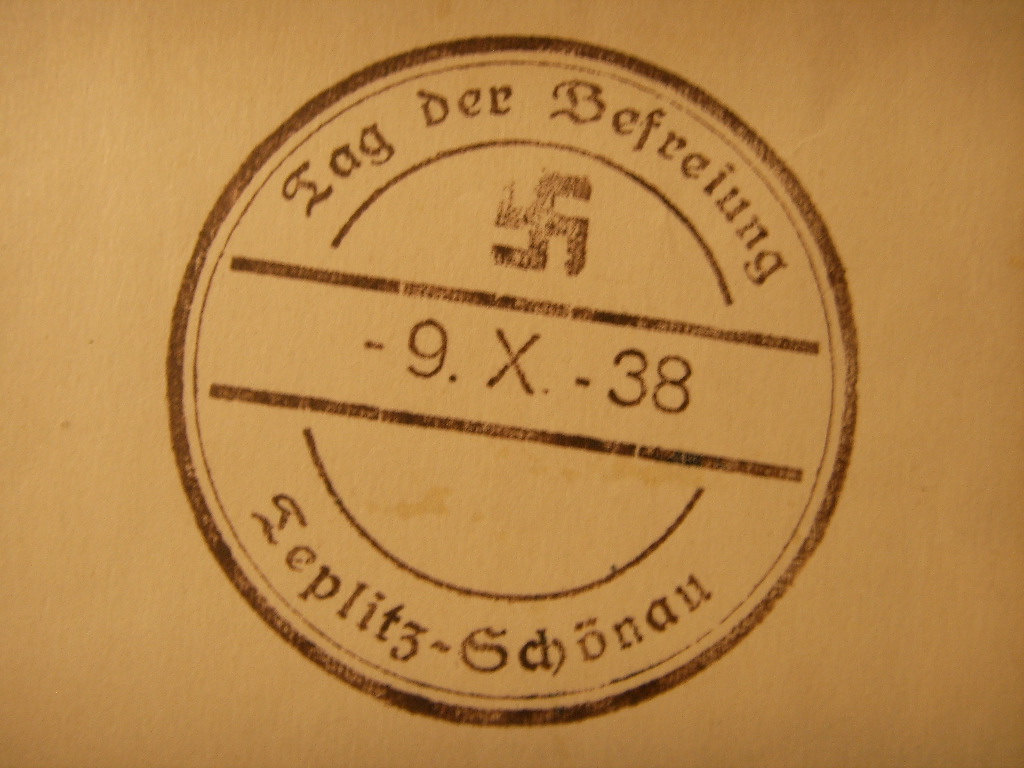 Tag der Befreiung
- 9. X. - 38
Teplitz-Schönau